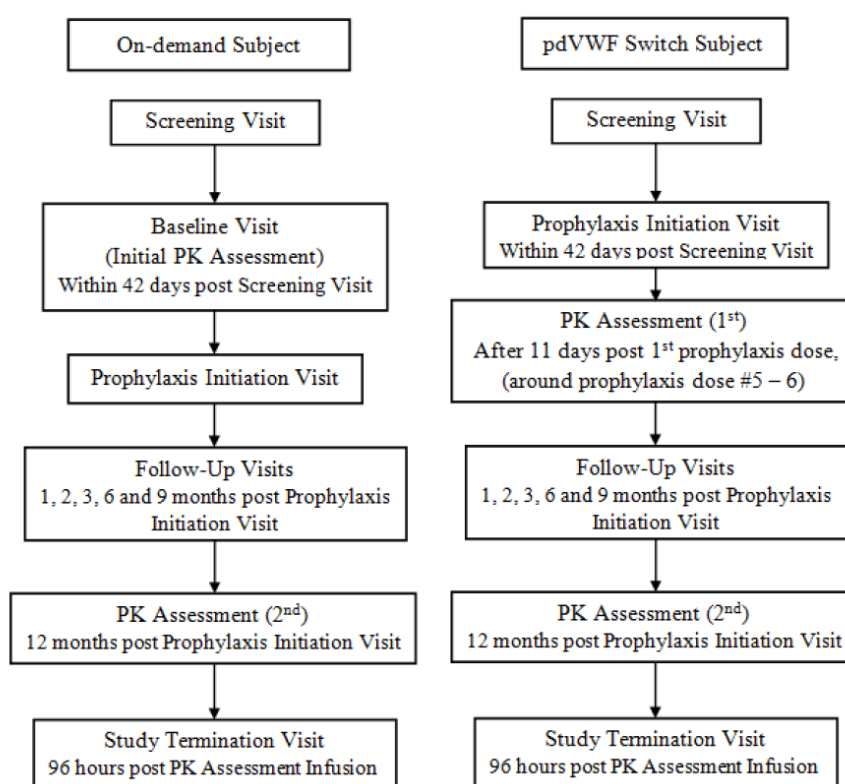 On-demand Subject
Screening Visit
Baseline Visit
(Initial PK Assessment)
Within 42 days post Screening Visit
Prophylaxis Initiation Visit
Follow-Up Visits
1, 2, 3, 6 and 9 months post Prophylaxis
Initiation Visit
PK Assessment (2nd)
12 months post Prophylaxis Initiation Visit
Study Termination Visit
96 hours post PK Assessment Infusion
pdVWF Switch Subject
Screening Visit
Prophylaxis Initiation Visit
Within 42 days post Screening Visit
PK Assessment (1st)
After 11 days post 1st prophylaxis dose,
(around prophylaxis dose #5 – 6)
Follow-Up Visits
1, 2, 3, 6 and 9 months post Prophylaxis
Initiation Visit
PK Assessment (2nd)
12 months post Prophylaxis Initiation Visit
Study Termination Visit
96 hours post PK Assessment Infusion